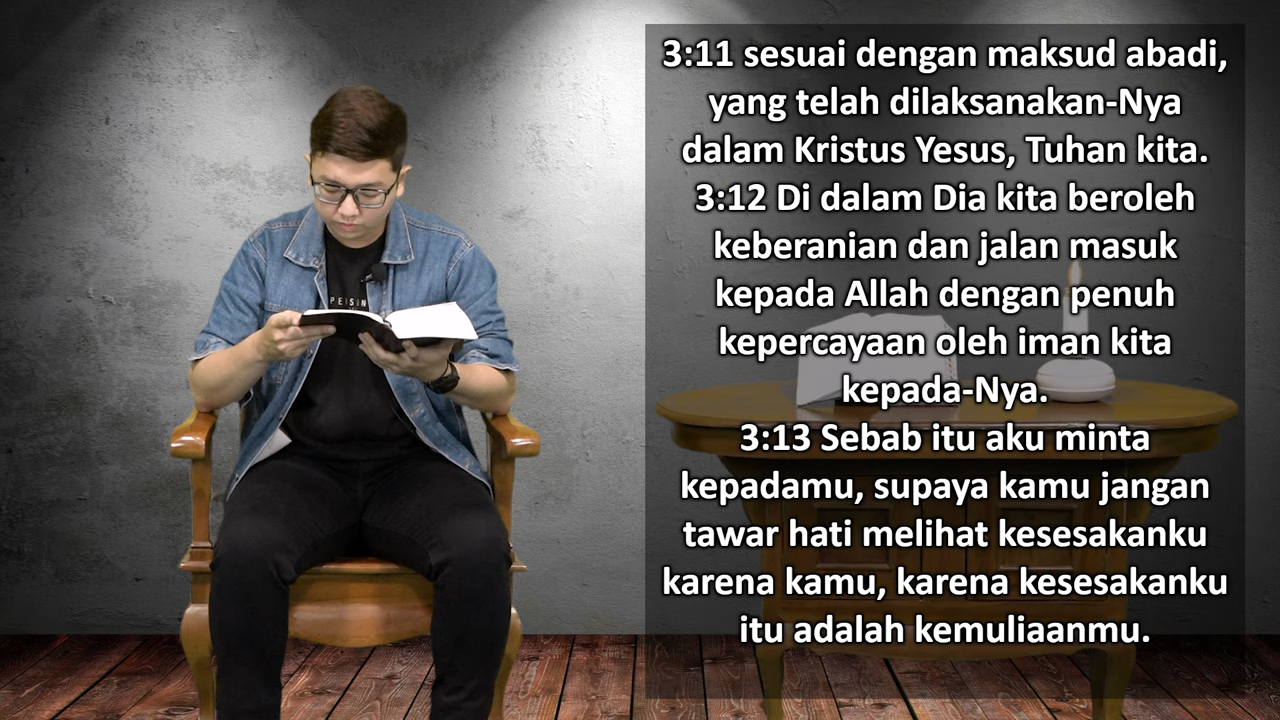 3:11 sesuai dengan maksud abadi,
yang telah dilaksanakan-Nya
dalam Kristus Yesus, Tuhan kita.
3:12 Di dalam Dia kita beroleh
keberanian dan jalan masuk
kepada Allah dengan penuh
kepercayaan oleh iman kita
kepada-Nya.
3:13 Sebab itu aku minta
kepadamu, supaya kamu jangan
tawar hati melihat kesesakanku
karena kamu, karena kesesakanku
itu adalah kemuliaanmu.